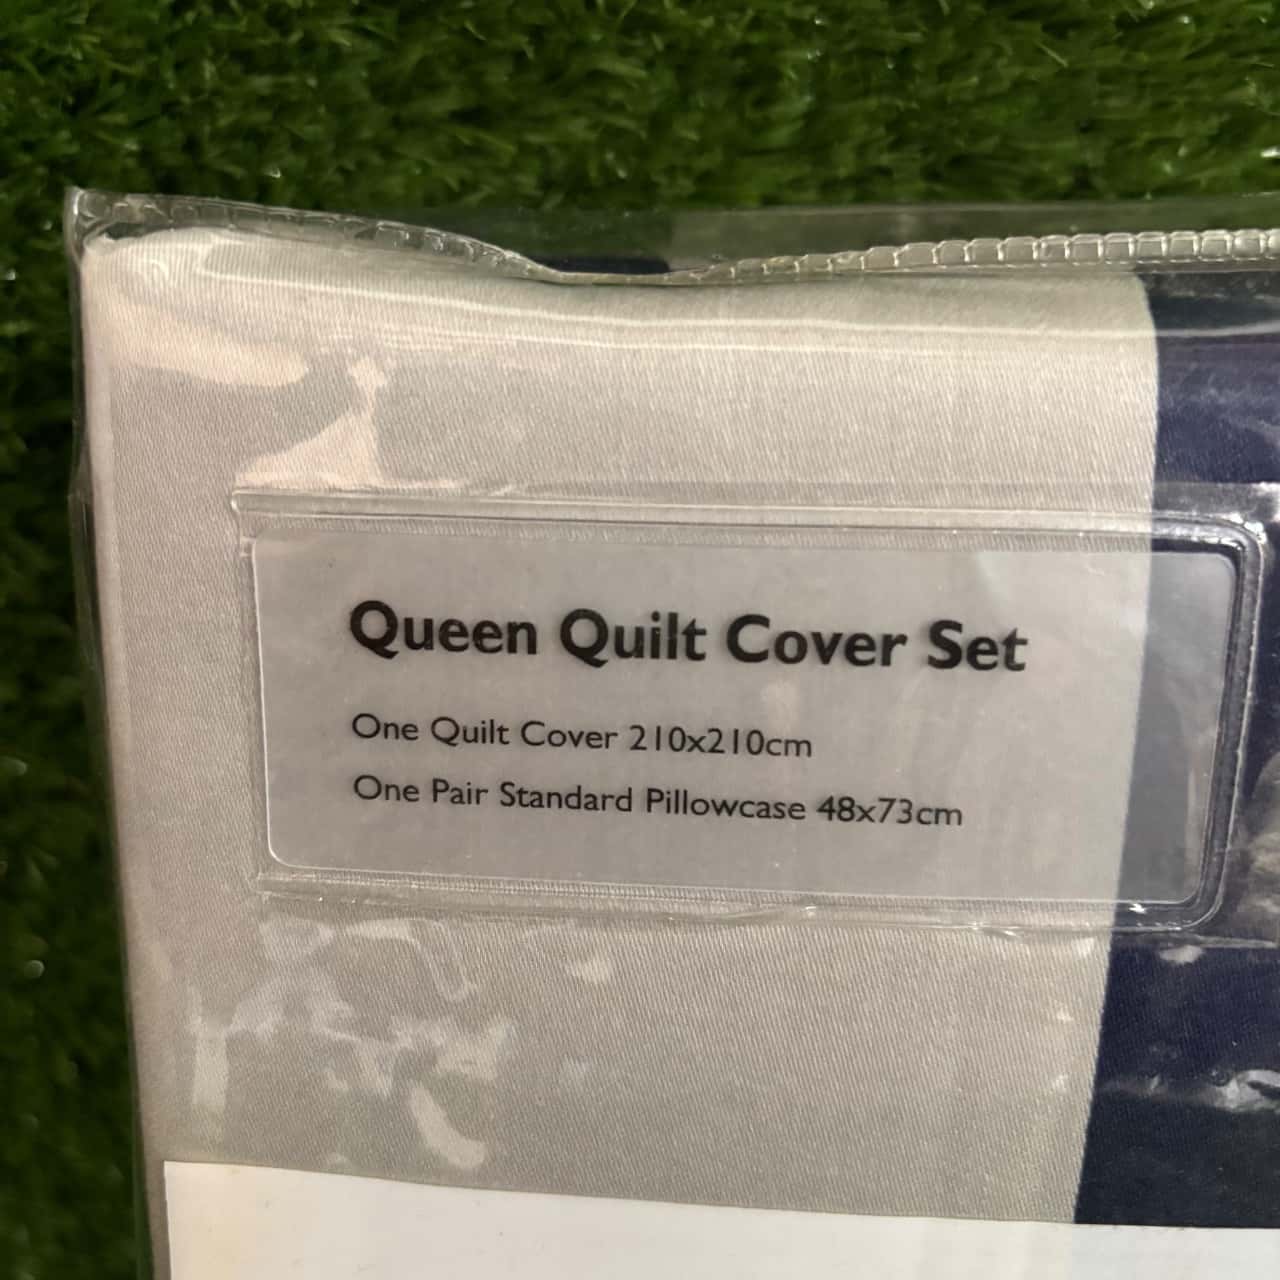 Queen Quilt Cover Set
One Quilt Cover 210x210cm
One Pair Standard Pillowcase 48x73cm